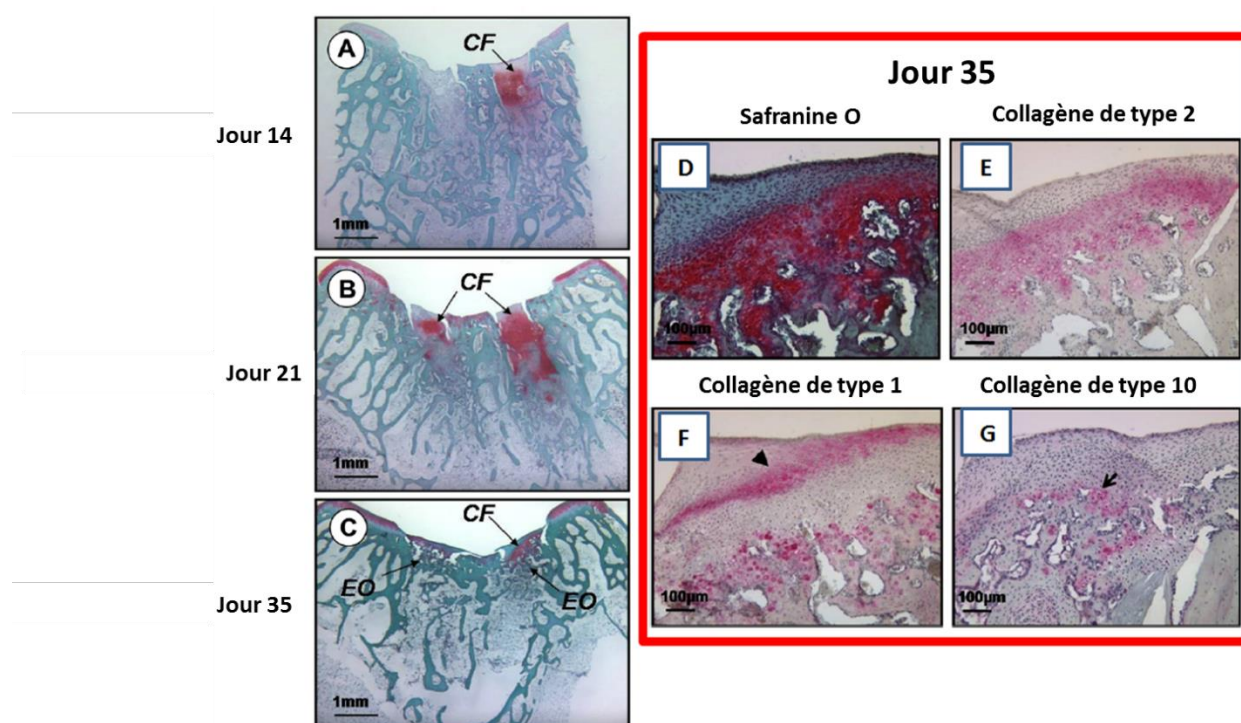 A
CF
1mm
Jour 14
B
CF
1mm
Jour 21
C
CF
EO
EO
1mm
Jour 35
Jour 35
Safranine O
Collagène de type 2
D
100µm
E
100µm
Collagène de type 1
Collagène de type 10
F
100µm
G
100µm